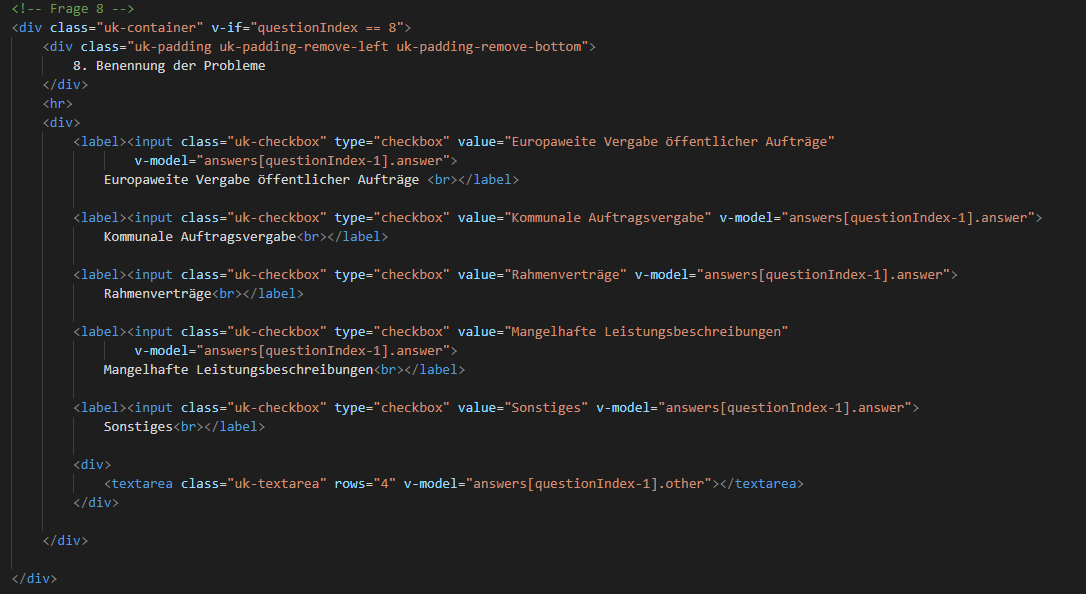 <!-- Frage 8 -->
<div class="uk-container" v-if="questionIndex == 8">
<div class="uk-padding uk-padding-remove-left uk-padding-remove-bottom">
8. Benennung der Probleme
</div>
<hr>
<div>
<label><input class="uk-checkbox" type="checkbox" value="Europaweite Vergabe öffentlicher Aufträge"
v-model="answers[questionIndex-1].answer">
Europaweite Vergabe öffentlicher Aufträge <br></label>
<label><input class="uk-checkbox" type="checkbox" value="Kommunale Auftragsvergabe" v-model="answers[questionIndex-1].answer">
Kommunale Auftragsvergabe<br></label>
<label><input class="uk-checkbox" type="checkbox" value="Rahmenverträge" v-model="answers[questionIndex-1].answer">
Rahmenverträge<br></label>
<label><input class="uk-checkbox" type="checkbox" value="Mangelhafte Leistungsbeschreibungen"
v-model="answers[questionIndex-1].answer">
Mangelhafte Leistungsbeschreibungen<br></label>
<label><input class="uk-checkbox" type="checkbox" value="Sonstiges" v-model="answers[questionIndex-1].answer">
Sonstiges<br></label>
<div>
<textarea class="uk-textarea" rows="4" v-model="answers[questionIndex-1].other"></textarea>
</div>
</div>
</div>